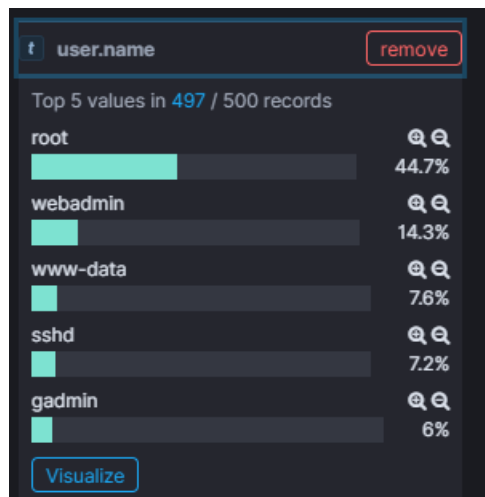 t user.name remove
Top 5 values in 497 / 500 records
root
44.7%
webadmin
14.3%
www-data
7.6%
sshd
7.2%
gadmin
6%
Visualize